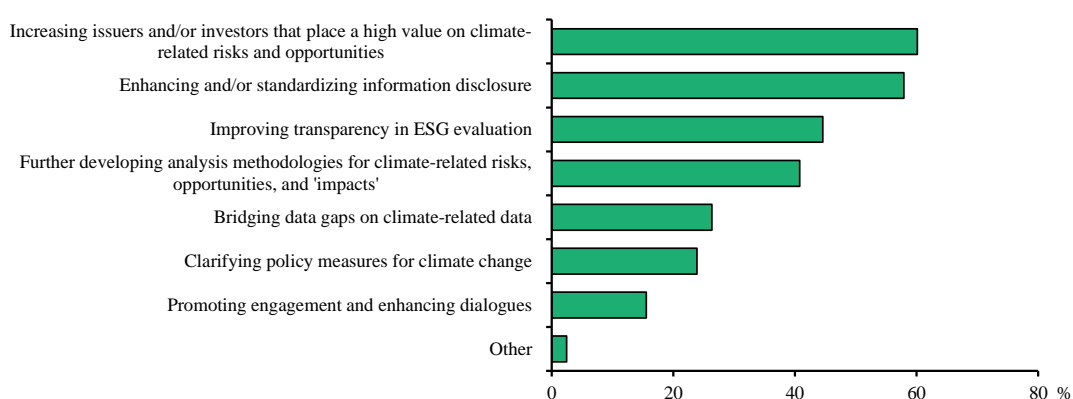 Increasing issuers and/or investors that place a high value on climate-
related risks and opportunities
Enhancing and/or standardizing information disclosure
Improving transparency in ESG evaluation
Further developing analysis methodologies for climate-related risks,
opportunities, and 'impacts'
Bridging data gaps on climate-related data
Clarifying policy measures for climate change
Promoting engagement and enhancing dialogues
Other
0 20 40 60 80 %